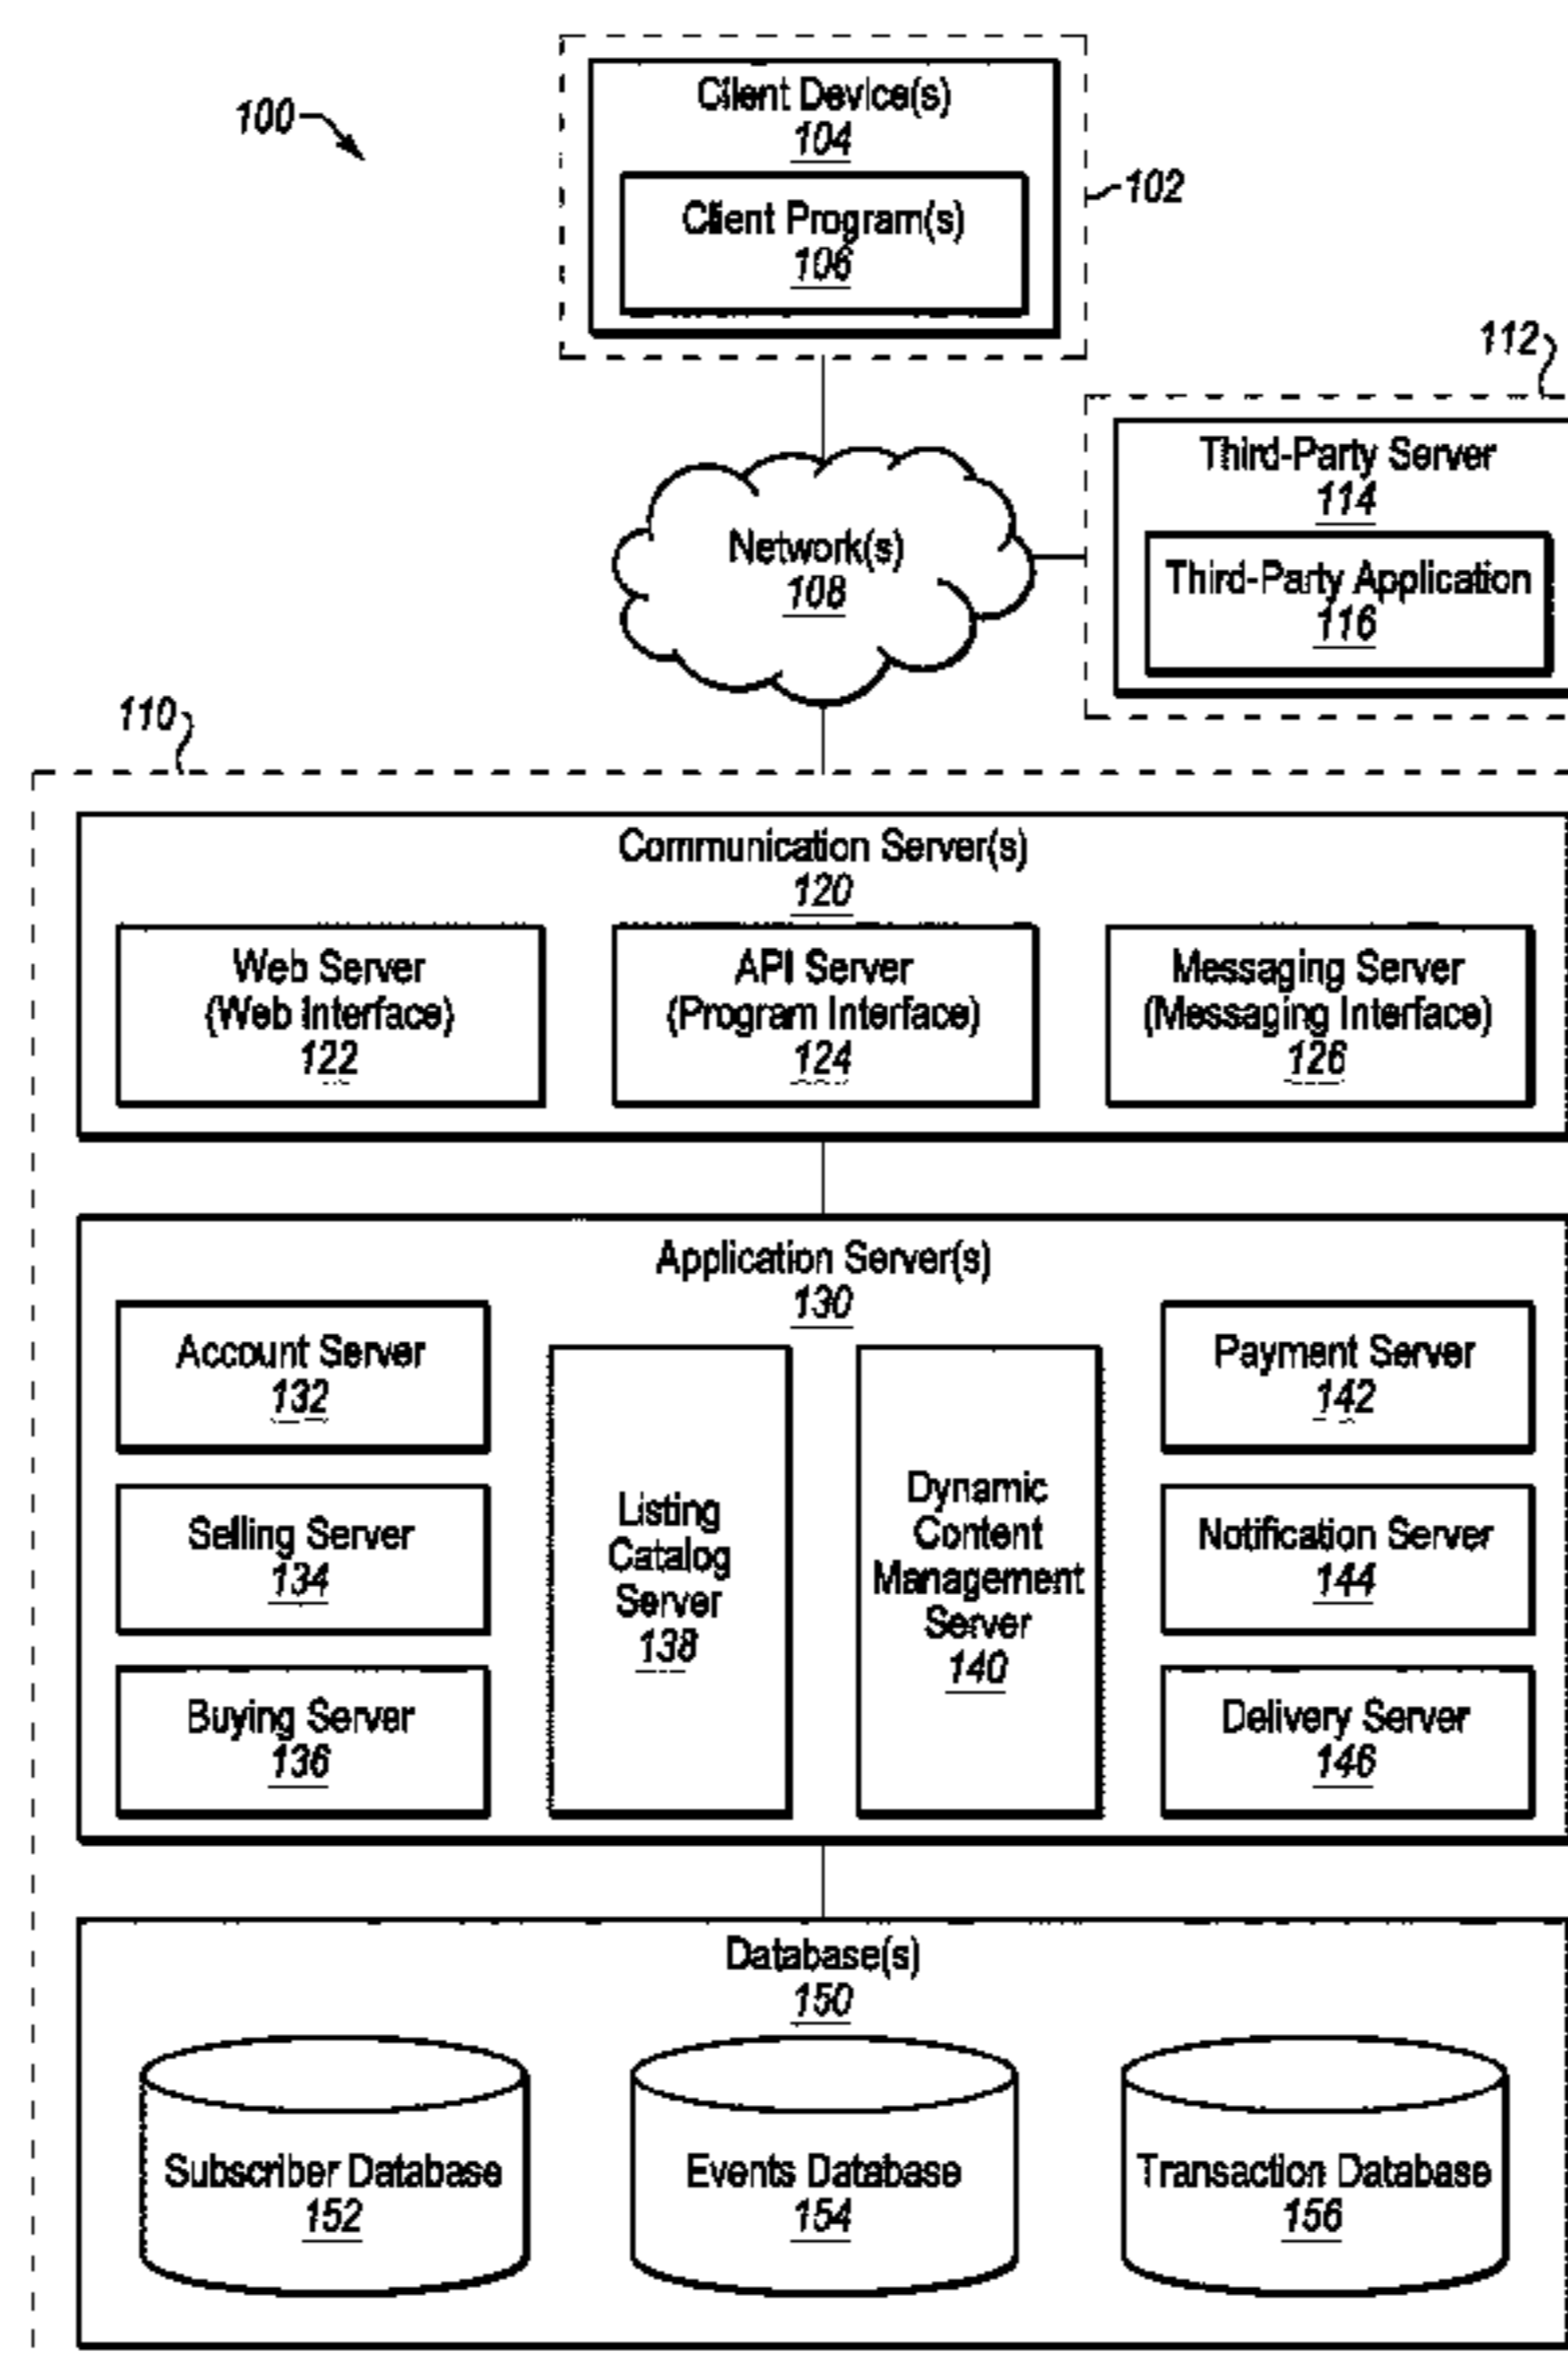 100
Client Device(s)
104
102
Client Program(s)
106
112
Third-Party Server
114
Network(s)
108
Third-Party Application
116
110
Communication Server(s)
120
Web Server
(Web Interface)
122
API Server
(Program Interface)
124
Messaging Server
(Messaging Interface)
126
Application Server(s)
130
Account Server
132
Selling Server
134
Buying Server
136
Listing
Catalog
Server
138
Dynamic
Content
Management
Server
140
Payment Server
142
Notification Server
144
Delivery Server
146
Database(s)
150
Subscriber Database
152
Events Database
154
Transaction Database
156